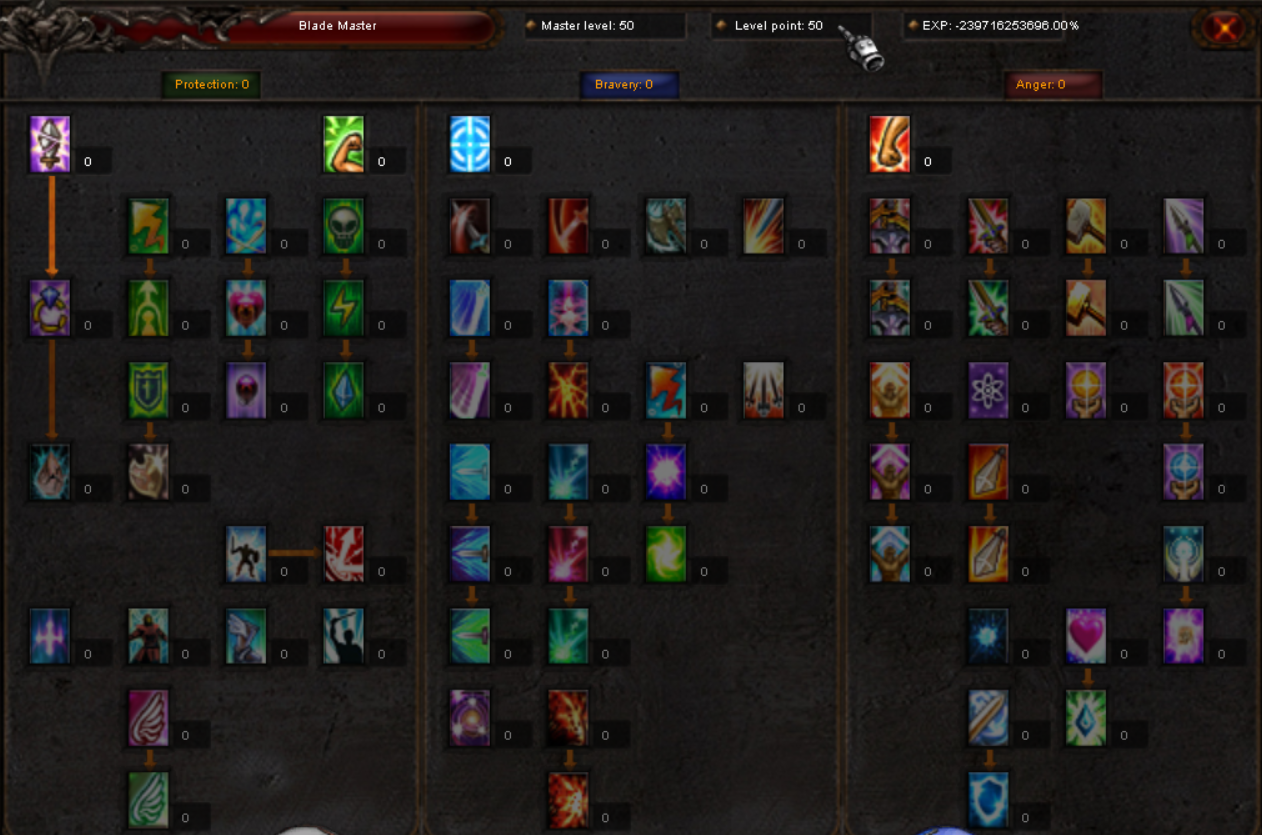 Blade Master
Master level: 50
Level point: 50
EXP: -239716253696.00%
Protection: 0
Bravery: 0
Anger: 0
0 0 0 0
0 0 0 0 0 0 0 0 0 0 0
0 0 0 0 0 0 0 0 0 0
0 0 0 0 0 0 0 0 0 0 0
0 0 0 0 0 0 0 0
0 0 0 0 0 0 0 0
0 0 0 0 0 0 0 0 0
0 0 0 0 0
0 0 0